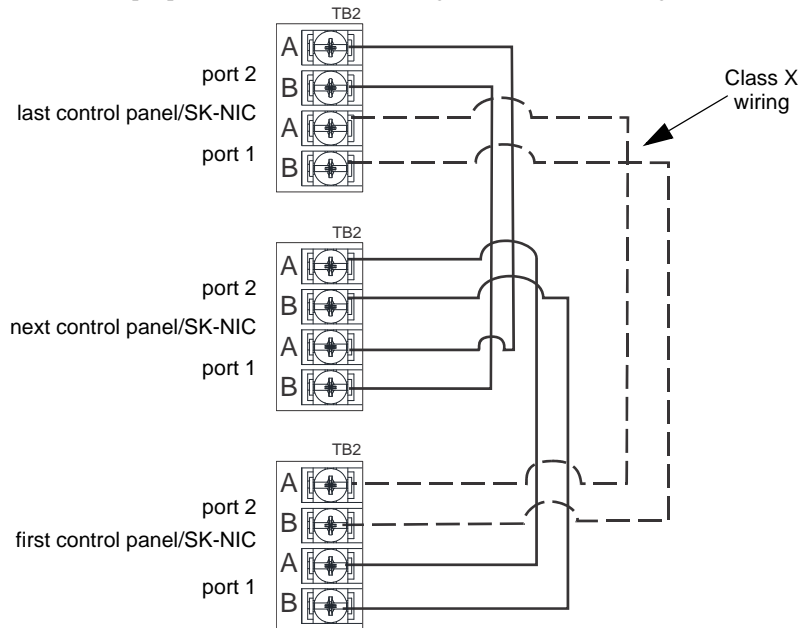 TB2
A
port 2
B
last control panel/SK-NIC
A
port 1
B
Class X
wiring
TB2
A
port 2
B
next control panel/SK-NIC
A
port 1
B
TB2
A
port 2
B
first control panel/SK-NIC
A
port 1
B